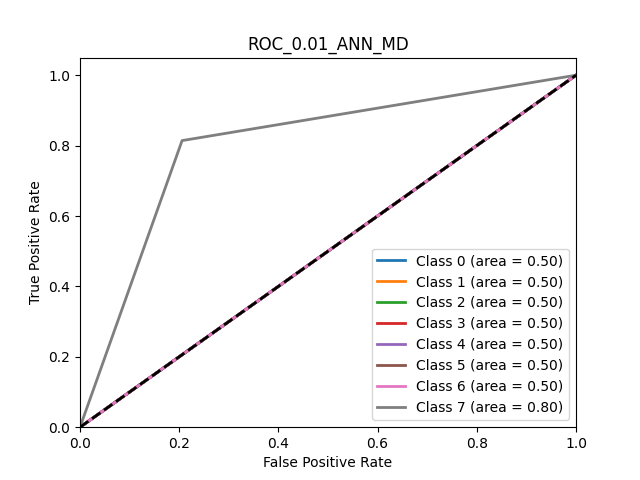 ROC_0.01_ANN_MD
1.0
0.8
0.6
0.4
0.2
0.0
True Positive Rate
Class 0 (area = 0.50)
Class 1 (area = 0.50)
Class 2 (area = 0.50)
Class 3 (area = 0.50)
Class 4 (area = 0.50)
Class 5 (area = 0.50)
Class 6 (area = 0.50)
Class 7 (area = 0.80)
0.0 0.2 0.4 0.6 0.8 1.0
False Positive Rate